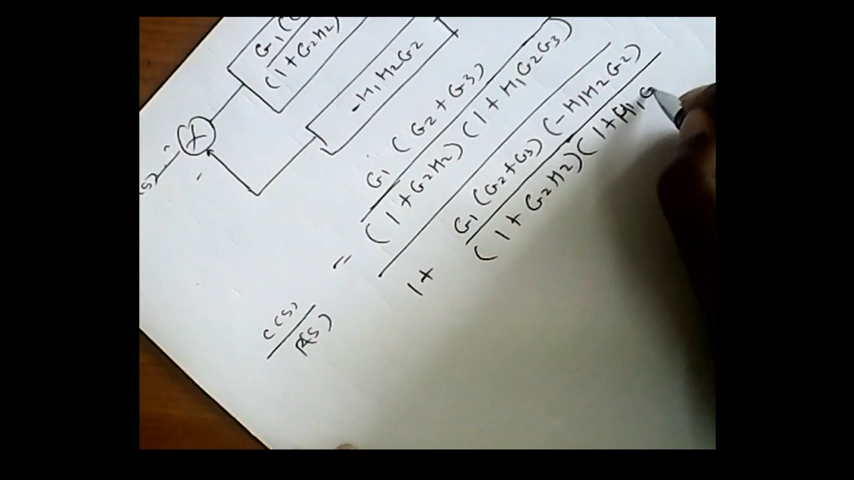 G1(
(1+G2H2)
X
-H1H2G2
(S)
-
G1 (G2+G3)
(1+G2H2) (1+H1G2G3)
C(S)
R(S)
=
1+
G1(G2+G3) (-H1H2G2)
(1+G2H2)(1+H1G